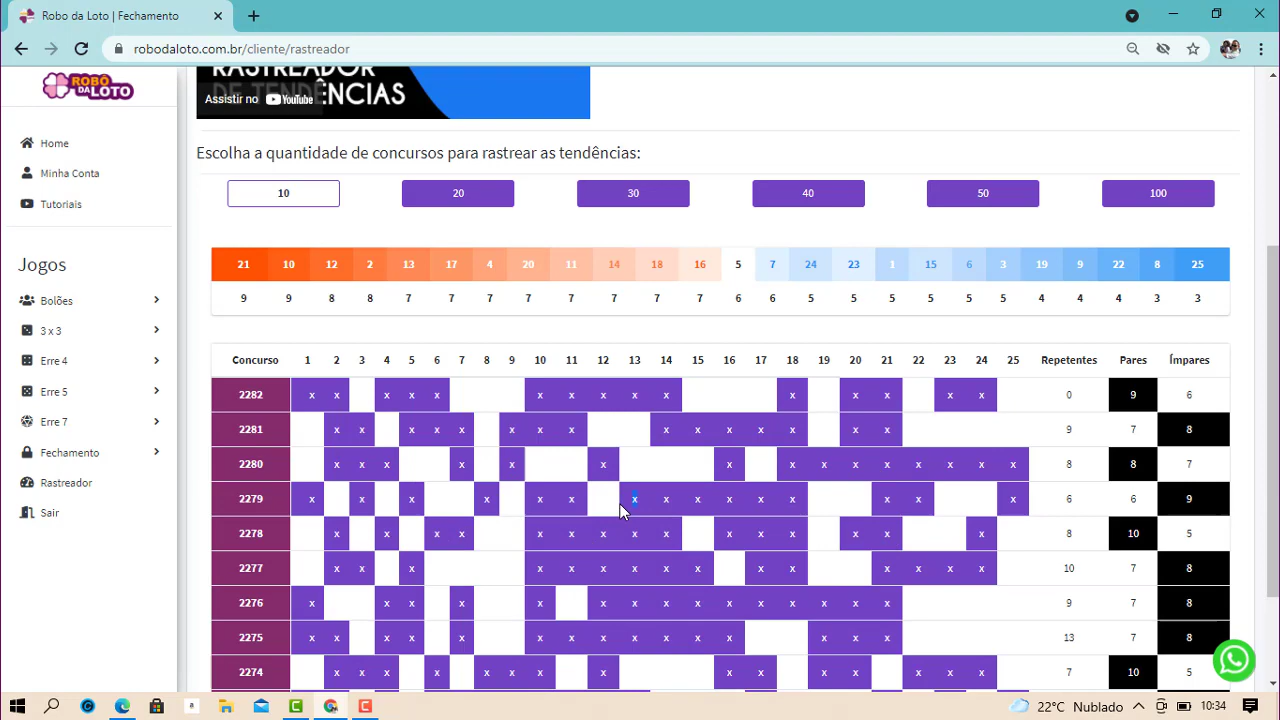 Robo da Loto | Fechamento
robodaloto.com.br/cliente/rastreador
ROBÔ DA LOTO
Home
Minha Conta
Tutoriais
Jogos
Bolões
3 x 3
Erre 4
Erre 5
Erre 7
Fechamento
Rastreador
Sair
RASTREADOR
DE TENDÊNCIAS
Assistir no YouTube
Escolha a quantidade de concursos para rastrear as tendências:
10 20 30 40 50 100
21 10 12 2 13 17 4 20 11 14 18 16 5 7 24 23 1 15 6 3 19 9 22 8 25
9 9 8 8 7 7 7 7 7 7 7 7 6 6 5 5 5 5 5 5 4 4 4 3 3
Concurso 1 2 3 4 5 6 7 8 9 10 11 12 13 14 15 16 17 18 19 20 21 22 23 24 25 Repetentes Pares Ímpares
2282 x x x x x x x x x x x x x x x 0 9 6
2281 x x x x x x x x x x x x x x x 9 7 8
2280 x x x x x x x x x x x x x x x 8 8 7
2279 x x x x x x x x x x x x x x x 6 6 9
2278 x x x x x x x x x x x x x x x 8 10 5
2277 x x x x x x x x x x x x x x x 10 7 8
2276 x x x x x x x x x x x x x x x 9 7 8
2275 x x x x x x x x x x x x x x x 13 7 8
2274 x x x x x x x x x x x x x x x 7 10 5
22°C Nublado
10:34